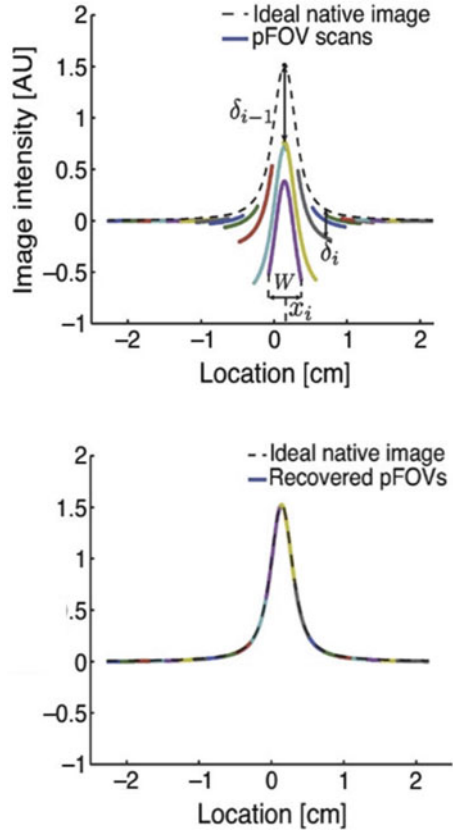 2
Ideal native image
pFOV scans
1.5
δi−1
1
0.5
0
δi
−0.5
W
xi
−1
−2 −1 0 1 2
Image intensity [AU]
Location [cm]
2
Ideal native image
Recovered pFOVs
1.5
1
.5
0
−0.5
−1
−2 −1 0 1 2
Location [cm]